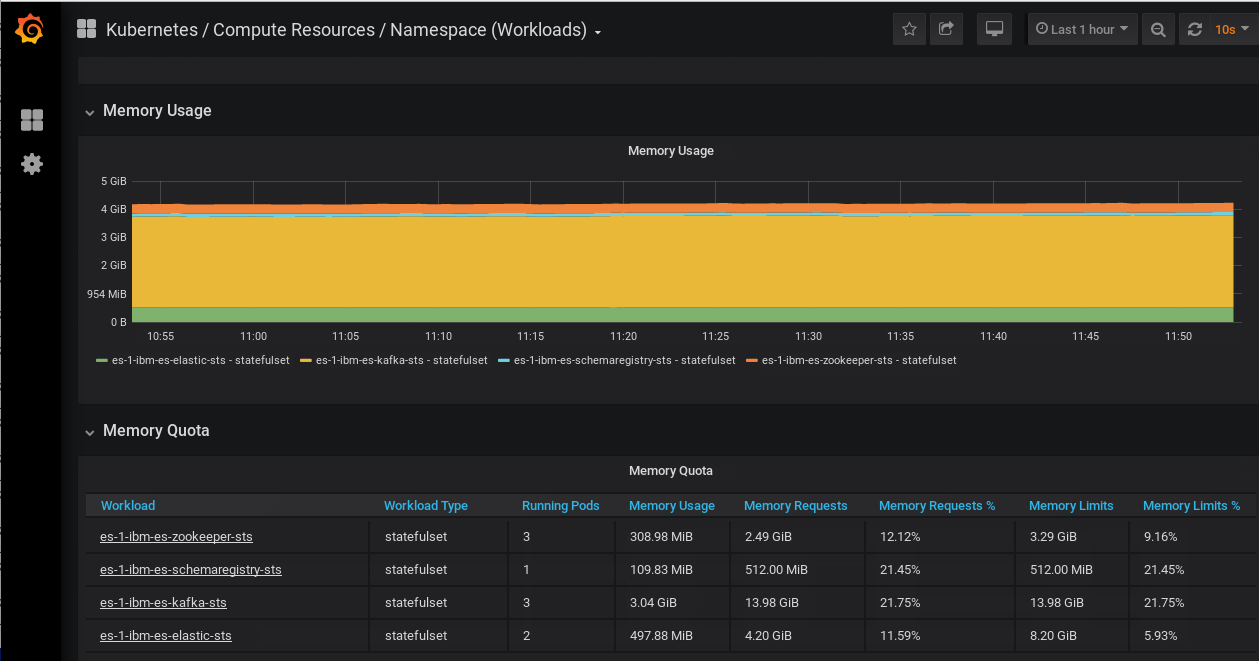 Kubernetes / Compute Resources / Namespace (Workloads)
Last 1 hour
10s
Memory Usage
Memory Usage
5 GiB
4 GiB
3 GiB
2 GiB
954 MiB
0 B
10:55 11:00 11:05 11:10 11:15 11:20 11:25 11:30 11:35 11:40 11:45 11:50
es-1-ibm-es-elastic-sts - statefulset es-1-ibm-es-kafka-sts - statefulset es-1-ibm-es-schemaregistry-sts - statefulset es-1-ibm-es-zookeeper-sts - statefulset
Memory Quota
Memory Quota
Workload Workload Type Running Pods Memory Usage Memory Requests Memory Requests % Memory Limits Memory Limits %
es-1-ibm-es-zookeeper-sts statefulset 3 308.98 MiB 2.49 GiB 12.12% 3.29 GiB 9.16%
es-1-ibm-es-schemaregistry-sts statefulset 1 109.83 MiB 512.00 MiB 21.45% 512.00 MiB 21.45%
es-1-ibm-es-kafka-sts statefulset 3 3.04 GiB 13.98 GiB 21.75% 13.98 GiB 21.75%
es-1-ibm-es-elastic-sts statefulset 2 497.88 MiB 4.20 GiB 11.59% 8.20 GiB 5.93%